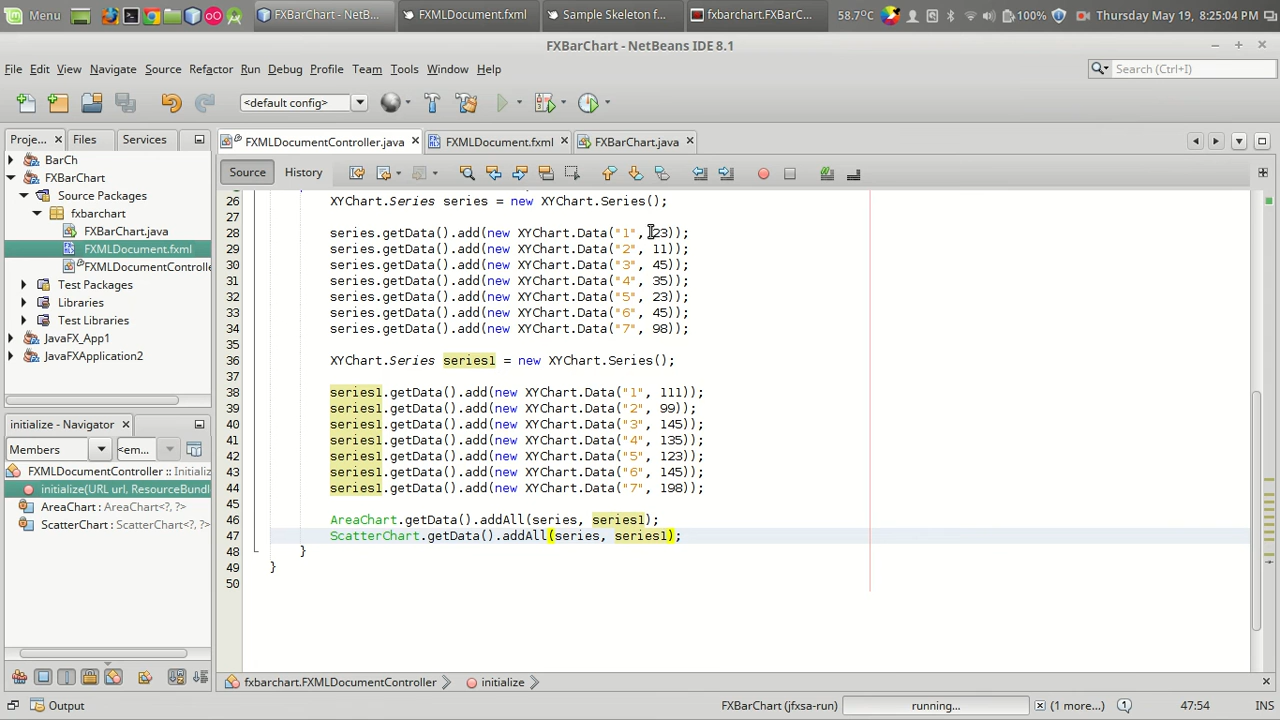 Menu
FXBarChart - NetB...
FXMLDocument.fxml
Sample Skeleton f...
fxbarchart.FXBarC...
58.7°C
100%
Thursday May 19, 8:25:04 PM
FXBarChart - NetBeans IDE 8.1
File Edit View Navigate Source Refactor Run Debug Profile Team Tools Window Help
Search (Ctrl+I)
<default config>
Proje...
Files
Services
FXMLDocumentController.java
FXMLDocument.fxml
FXBarChart.java
Source
History
BarCh
FXBarChart
Source Packages
fxbarchart
FXBarChart.java
FXMLDocument.fxml
FXMLDocumentControlle
Test Packages
Libraries
Test Libraries
JavaFX_App1
JavaFXApplication2
initialize - Navigator
Members
<em...
FXMLDocumentController :: Initializ
initialize(URL url, ResourceBundl
AreaChart : AreaChart<?, ?>
ScatterChart : ScatterChart<?, ?>
26 XYChart.Series series = new XYChart.Series();
27
28 series.getData().add(new XYChart.Data("1", 23));
29 series.getData().add(new XYChart.Data("2", 11));
30 series.getData().add(new XYChart.Data("3", 45));
31 series.getData().add(new XYChart.Data("4", 35));
32 series.getData().add(new XYChart.Data("5", 23));
33 series.getData().add(new XYChart.Data("6", 45));
34 series.getData().add(new XYChart.Data("7", 98));
35
36 XYChart.Series series1 = new XYChart.Series();
37
38 series1.getData().add(new XYChart.Data("1", 111));
39 series1.getData().add(new XYChart.Data("2", 99));
40 series1.getData().add(new XYChart.Data("3", 145));
41 series1.getData().add(new XYChart.Data("4", 135));
42 series1.getData().add(new XYChart.Data("5", 123));
43 series1.getData().add(new XYChart.Data("6", 145));
44 series1.getData().add(new XYChart.Data("7", 198));
45
46 AreaChart.getData().addAll(series, series1);
47 ScatterChart.getData().addAll(series, series1);
48 }
49 }
50
fxbarchart.FXMLDocumentController
initialize
Output
FXBarChart (jfxsa-run)
running...
(1 more...)
1
47:54
INS